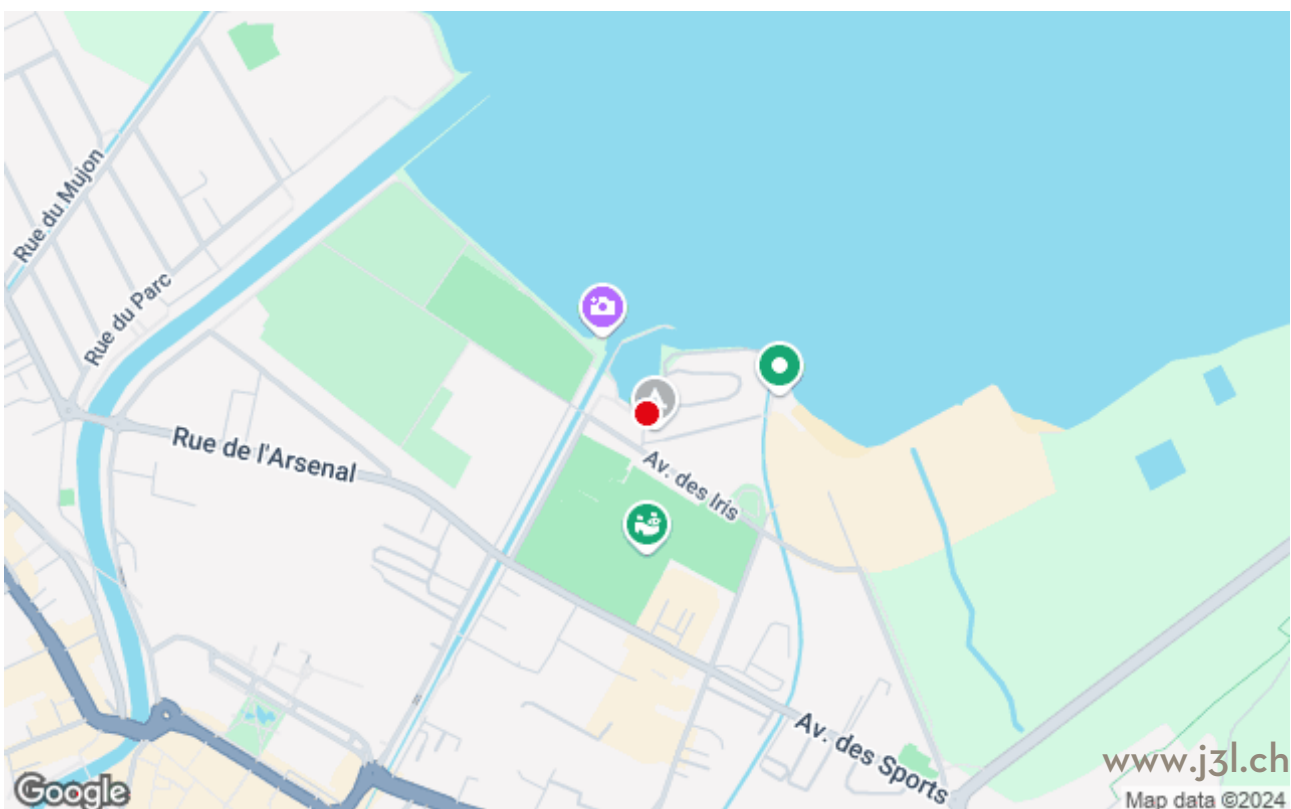 Rue du Mujon
Rue du Parc
Rue de l'Arsenal
Av. des Iris
Av. des Sports
www.j3l.ch
Google
Map data ©2024